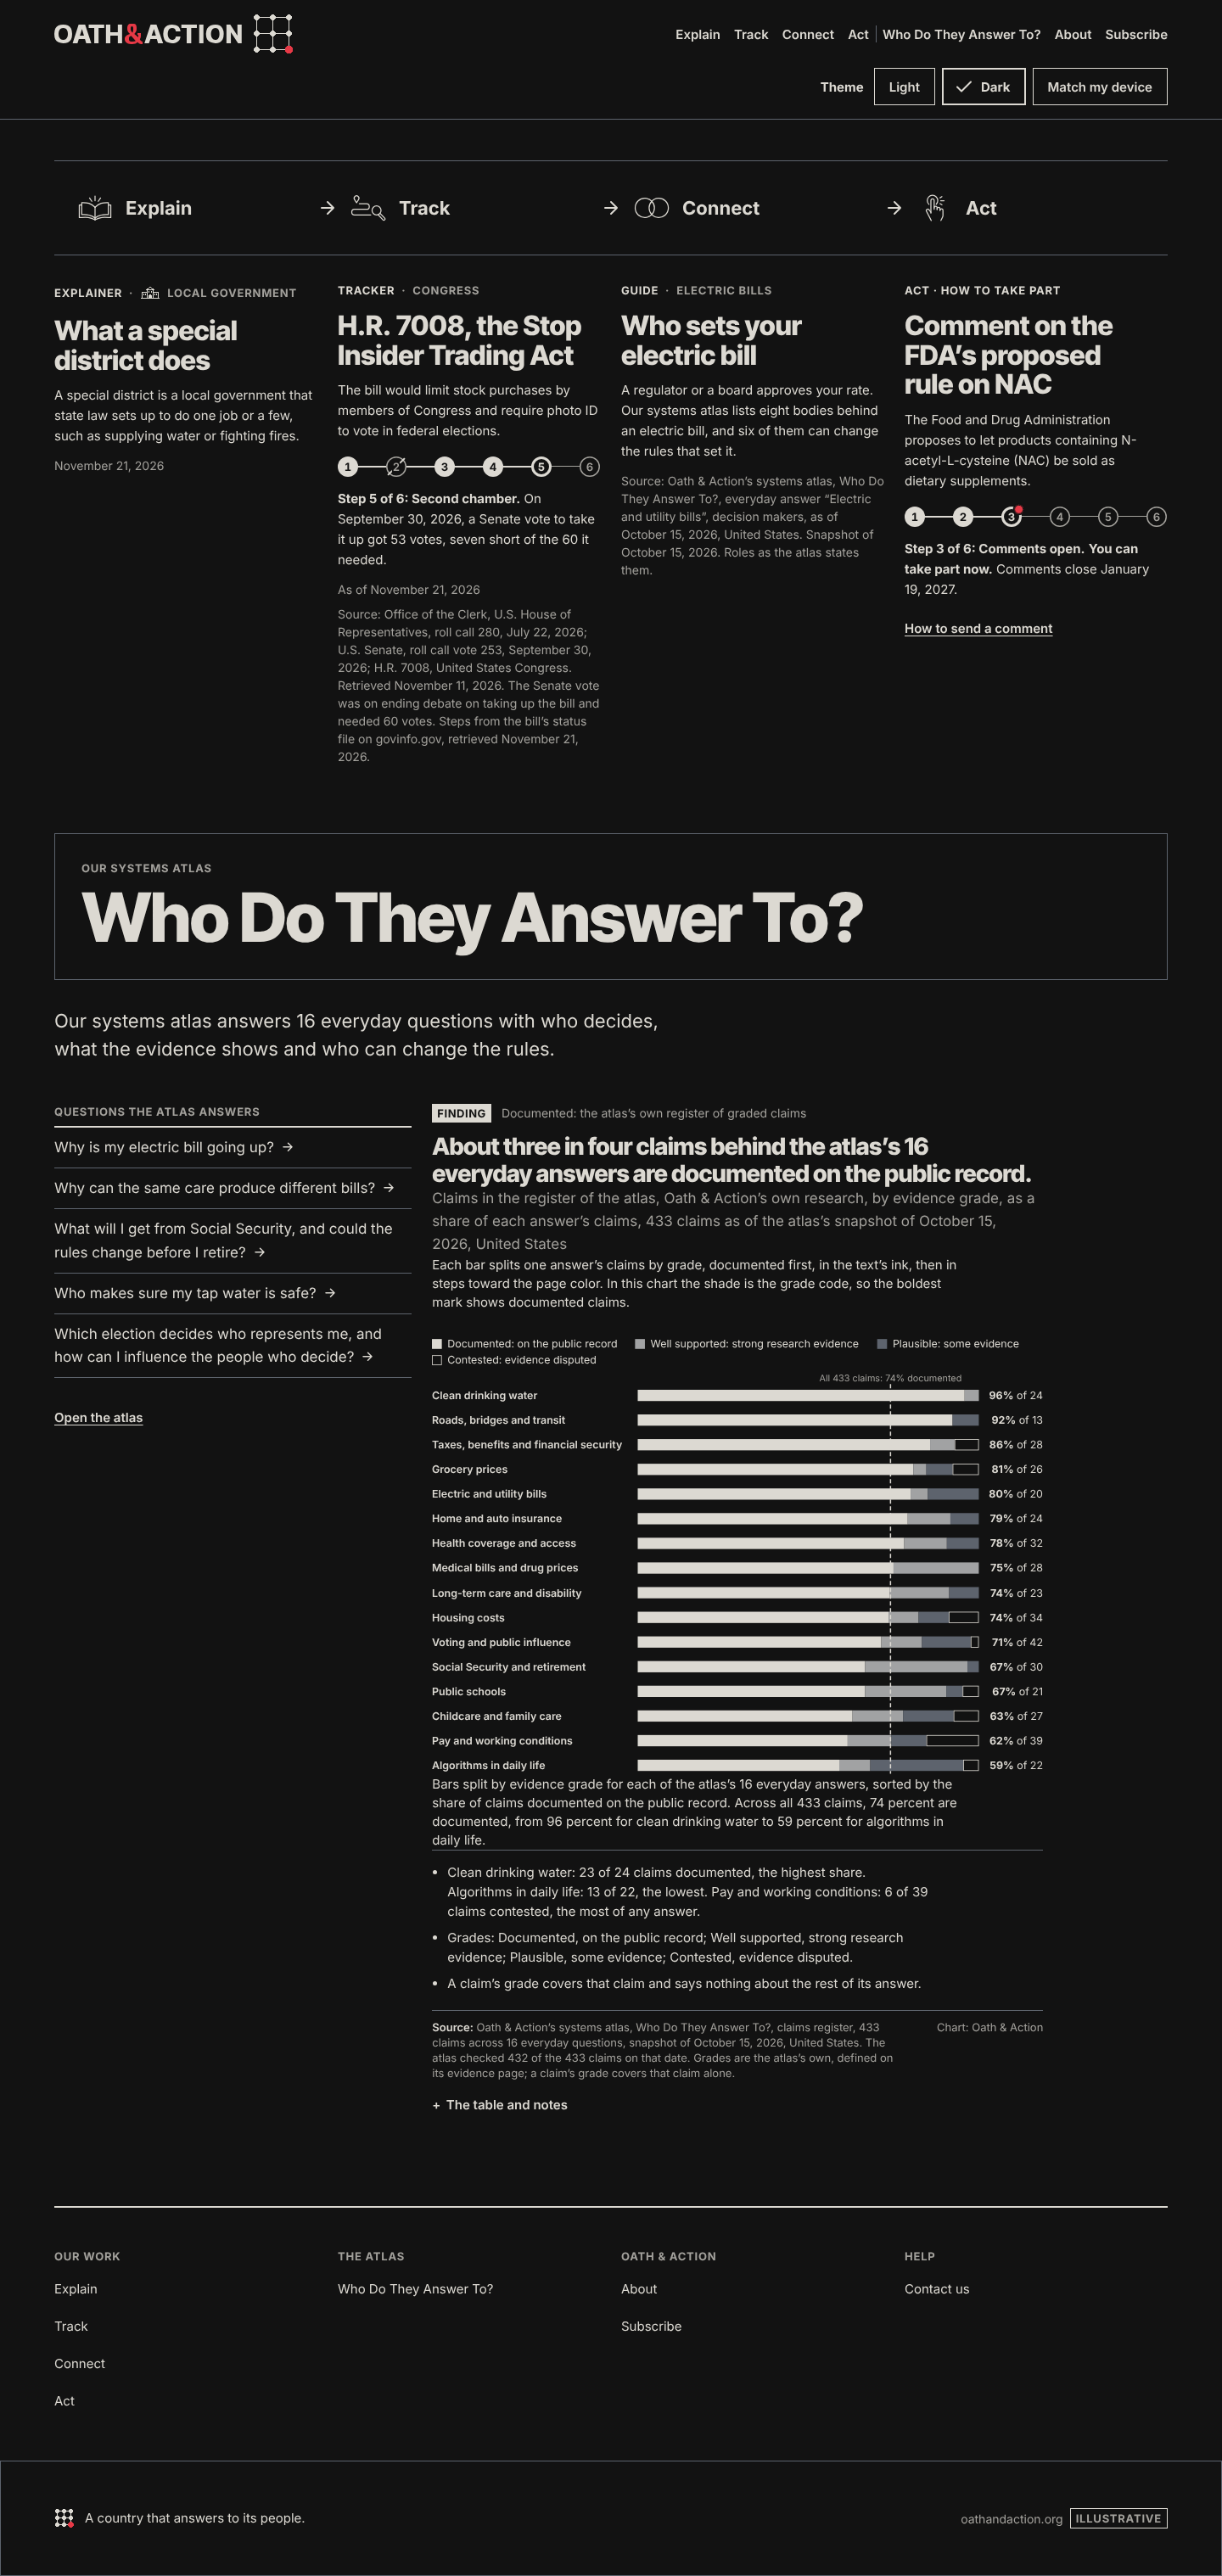 OATH&ACTION
Explain Track Connect Act Who Do They Answer To? About Subscribe
Theme Light Dark Match my device
Explain
Track
Connect
Act
EXPLAINER · LOCAL GOVERNMENT
What a special
district does
A special district is a local government that
state law sets up to do one job or a few,
such as supplying water or fighting fires.
November 21, 2026
TRACKER · CONGRESS
H.R. 7008, the Stop
Insider Trading Act
The bill would limit stock purchases by
members of Congress and require photo ID
to vote in federal elections.
1 2 3 4 5 6
Step 5 of 6: Second chamber. On
September 30, 2026, a Senate vote to take
it up got 53 votes, seven short of the 60 it
needed.
As of November 21, 2026
Source: Office of the Clerk, U.S. House of
Representatives, roll call 280, July 22, 2026;
U.S. Senate, roll call vote 253, September 30,
2026; H.R. 7008, United States Congress.
Retrieved November 11, 2026. The Senate vote
was on ending debate on taking up the bill and
needed 60 votes. Steps from the bill’s status
file on govinfo.gov, retrieved November 21,
2026.
GUIDE · ELECTRIC BILLS
Who sets your
electric bill
A regulator or a board approves your rate.
Our systems atlas lists eight bodies behind
an electric bill, and six of them can change
the rules that set it.
Source: Oath & Action’s systems atlas, Who Do
They Answer To?, everyday answer “Electric
and utility bills”, decision makers, as of
October 15, 2026, United States. Snapshot of
October 15, 2026. Roles as the atlas states
them.
ACT · HOW TO TAKE PART
Comment on the
FDA’s proposed
rule on NAC
The Food and Drug Administration
proposes to let products containing N-
acetyl-L-cysteine (NAC) be sold as
dietary supplements.
1 2 3 4 5 6
Step 3 of 6: Comments open. You can
take part now. Comments close January
19, 2027.
How to send a comment
OUR SYSTEMS ATLAS
Who Do They Answer To?
Our systems atlas answers 16 everyday questions with who decides,
what the evidence shows and who can change the rules.
QUESTIONS THE ATLAS ANSWERS
Why is my electric bill going up?
Why can the same care produce different bills?
What will I get from Social Security, and could the
rules change before I retire?
Who makes sure my tap water is safe?
Which election decides who represents me, and
how can I influence the people who decide?
Open the atlas
FINDING Documented: the atlas’s own register of graded claims
About three in four claims behind the atlas’s 16
everyday answers are documented on the public record.
Claims in the register of the atlas, Oath & Action’s own research, by evidence grade, as a
share of each answer’s claims, 433 claims as of the atlas’s snapshot of October 15,
2026, United States
Each bar splits one answer’s claims by grade, documented first, in the text’s ink, then in
steps toward the page color. In this chart the shade is the grade code, so the boldest
mark shows documented claims.
Documented: on the public record Well supported: strong research evidence Plausible: some evidence
Contested: evidence disputed
All 433 claims: 74% documented
Clean drinking water 96% of 24
Roads, bridges and transit 92% of 13
Taxes, benefits and financial security 86% of 28
Grocery prices 81% of 26
Electric and utility bills 80% of 20
Home and auto insurance 79% of 24
Health coverage and access 78% of 32
Medical bills and drug prices 75% of 28
Long-term care and disability 74% of 23
Housing costs 74% of 34
Voting and public influence 71% of 42
Social Security and retirement 67% of 30
Public schools 67% of 21
Childcare and family care 63% of 27
Pay and working conditions 62% of 39
Algorithms in daily life 59% of 22
Bars split by evidence grade for each of the atlas’s 16 everyday answers, sorted by the
share of claims documented on the public record. Across all 433 claims, 74 percent are
documented, from 96 percent for clean drinking water to 59 percent for algorithms in
daily life.
• Clean drinking water: 23 of 24 claims documented, the highest share.
Algorithms in daily life: 13 of 22, the lowest. Pay and working conditions: 6 of 39
claims contested, the most of any answer.
• Grades: Documented, on the public record; Well supported, strong research
evidence; Plausible, some evidence; Contested, evidence disputed.
• A claim’s grade covers that claim and says nothing about the rest of its answer.
Source: Oath & Action’s systems atlas, Who Do They Answer To?, claims register, 433
claims across 16 everyday questions, snapshot of October 15, 2026, United States. The
atlas checked 432 of the 433 claims on that date. Grades are the atlas’s own, defined on
its evidence page; a claim’s grade covers that claim alone.
Chart: Oath & Action
+ The table and notes
OUR WORK
Explain
Track
Connect
Act
THE ATLAS
Who Do They Answer To?
OATH & ACTION
About
Subscribe
HELP
Contact us
A country that answers to its people.
oathandaction.org ILLUSTRATIVE